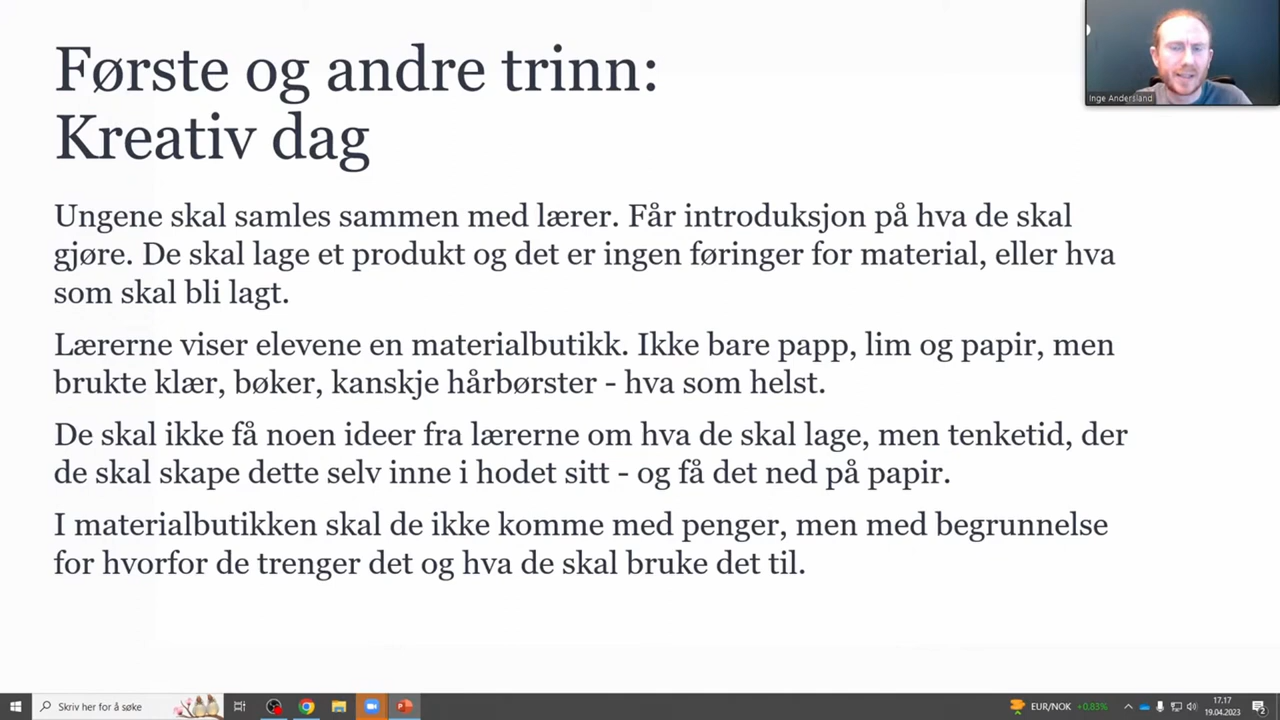 Første og andre trinn:
Kreativ dag
Inge Andersland
Ungene skal samles sammen med lærer. Får introduksjon på hva de skal
gjøre. De skal lage et produkt og det er ingen føringer for material, eller hva
som skal bli lagt.
Lærerne viser elevene en materialbutikk. Ikke bare papp, lim og papir, men
brukte klær, bøker, kanskje hårbørster - hva som helst.
De skal ikke få noen ideer fra lærerne om hva de skal lage, men tenketid, der
de skal skape dette selv inne i hodet sitt - og få det ned på papir.
I materialbutikken skal de ikke komme med penger, men med begrunnelse
for hvorfor de trenger det og hva de skal bruke det til.
Skriv her for å søke
EUR/NOK +0.83%
17.17
19.04.2023
2